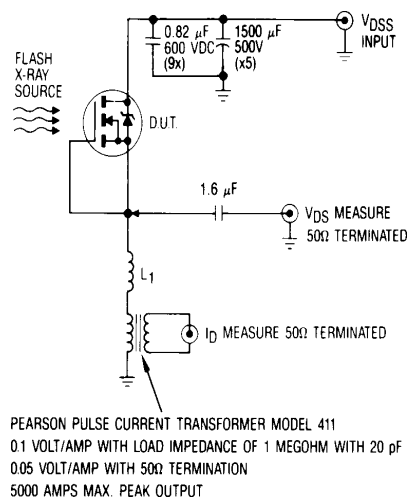 0.82 µF
600 VDC
(9x)
1500 µF
500V
(x5)
VDSS
INPUT
FLASH
X-RAY
SOURCE
D.U.T.
1.6 µF
VDS MEASURE
50Ω TERMINATED
L1
ID MEASURE 50Ω TERMINATED
PEARSON PULSE CURRENT TRANSFORMER MODEL 411
0.1 VOLT/AMP WITH LOAD IMPEDANCE OF 1 MEGOHM WITH 20 pF
0.05 VOLT/AMP WITH 50Ω TERMINATION
5000 AMPS MAX. PEAK OUTPUT